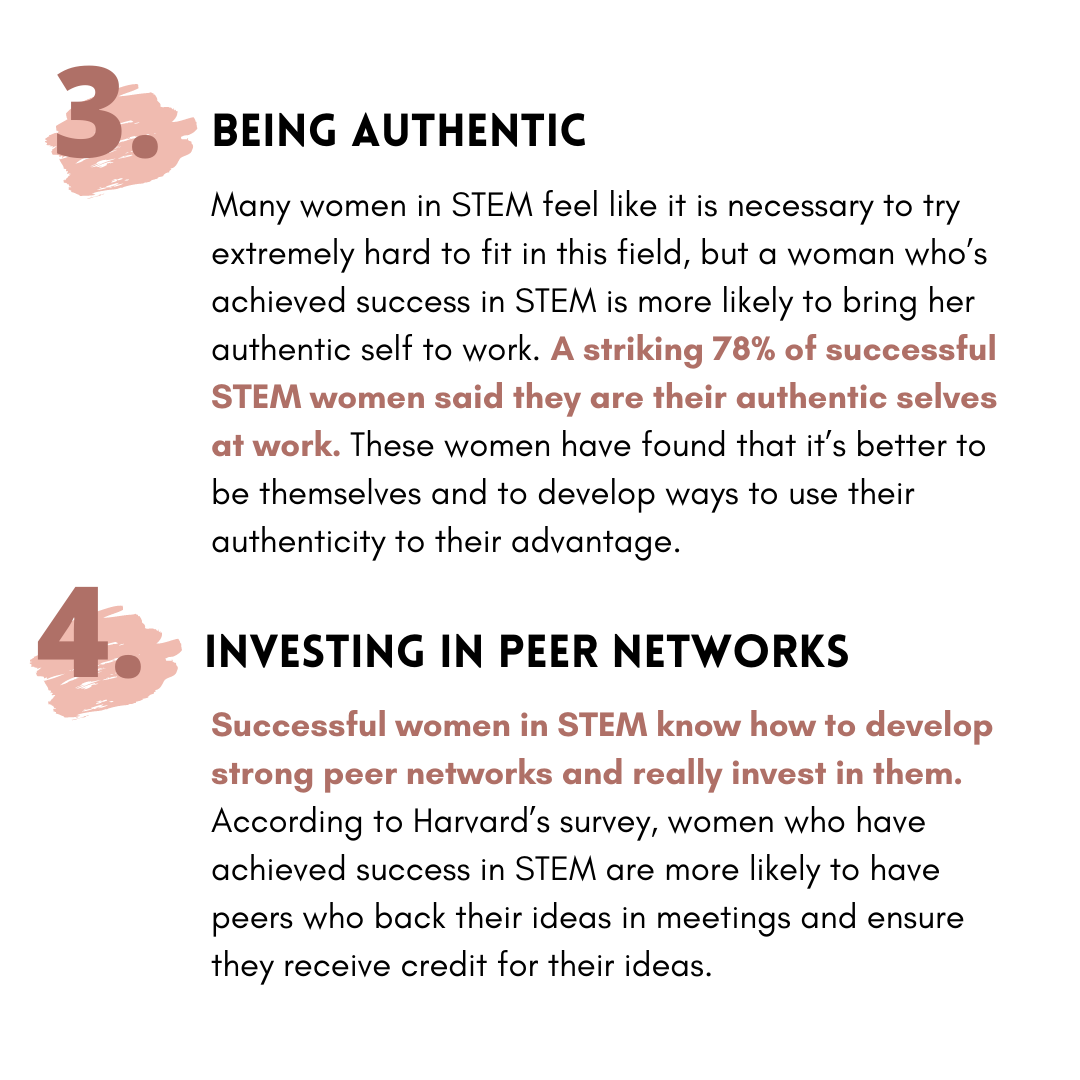 3. BEING AUTHENTIC
Many women in STEM feel like it is necessary to try
extremely hard to fit in this field, but a woman who’s
achieved success in STEM is more likely to bring her
authentic self to work. A striking 78% of successful
STEM women said they are their authentic selves
at work. These women have found that it’s better to
be themselves and to develop ways to use their
authenticity to their advantage.
4. INVESTING IN PEER NETWORKS
Successful women in STEM know how to develop
strong peer networks and really invest in them.
According to Harvard’s survey, women who have
achieved success in STEM are more likely to have
peers who back their ideas in meetings and ensure
they receive credit for their ideas.